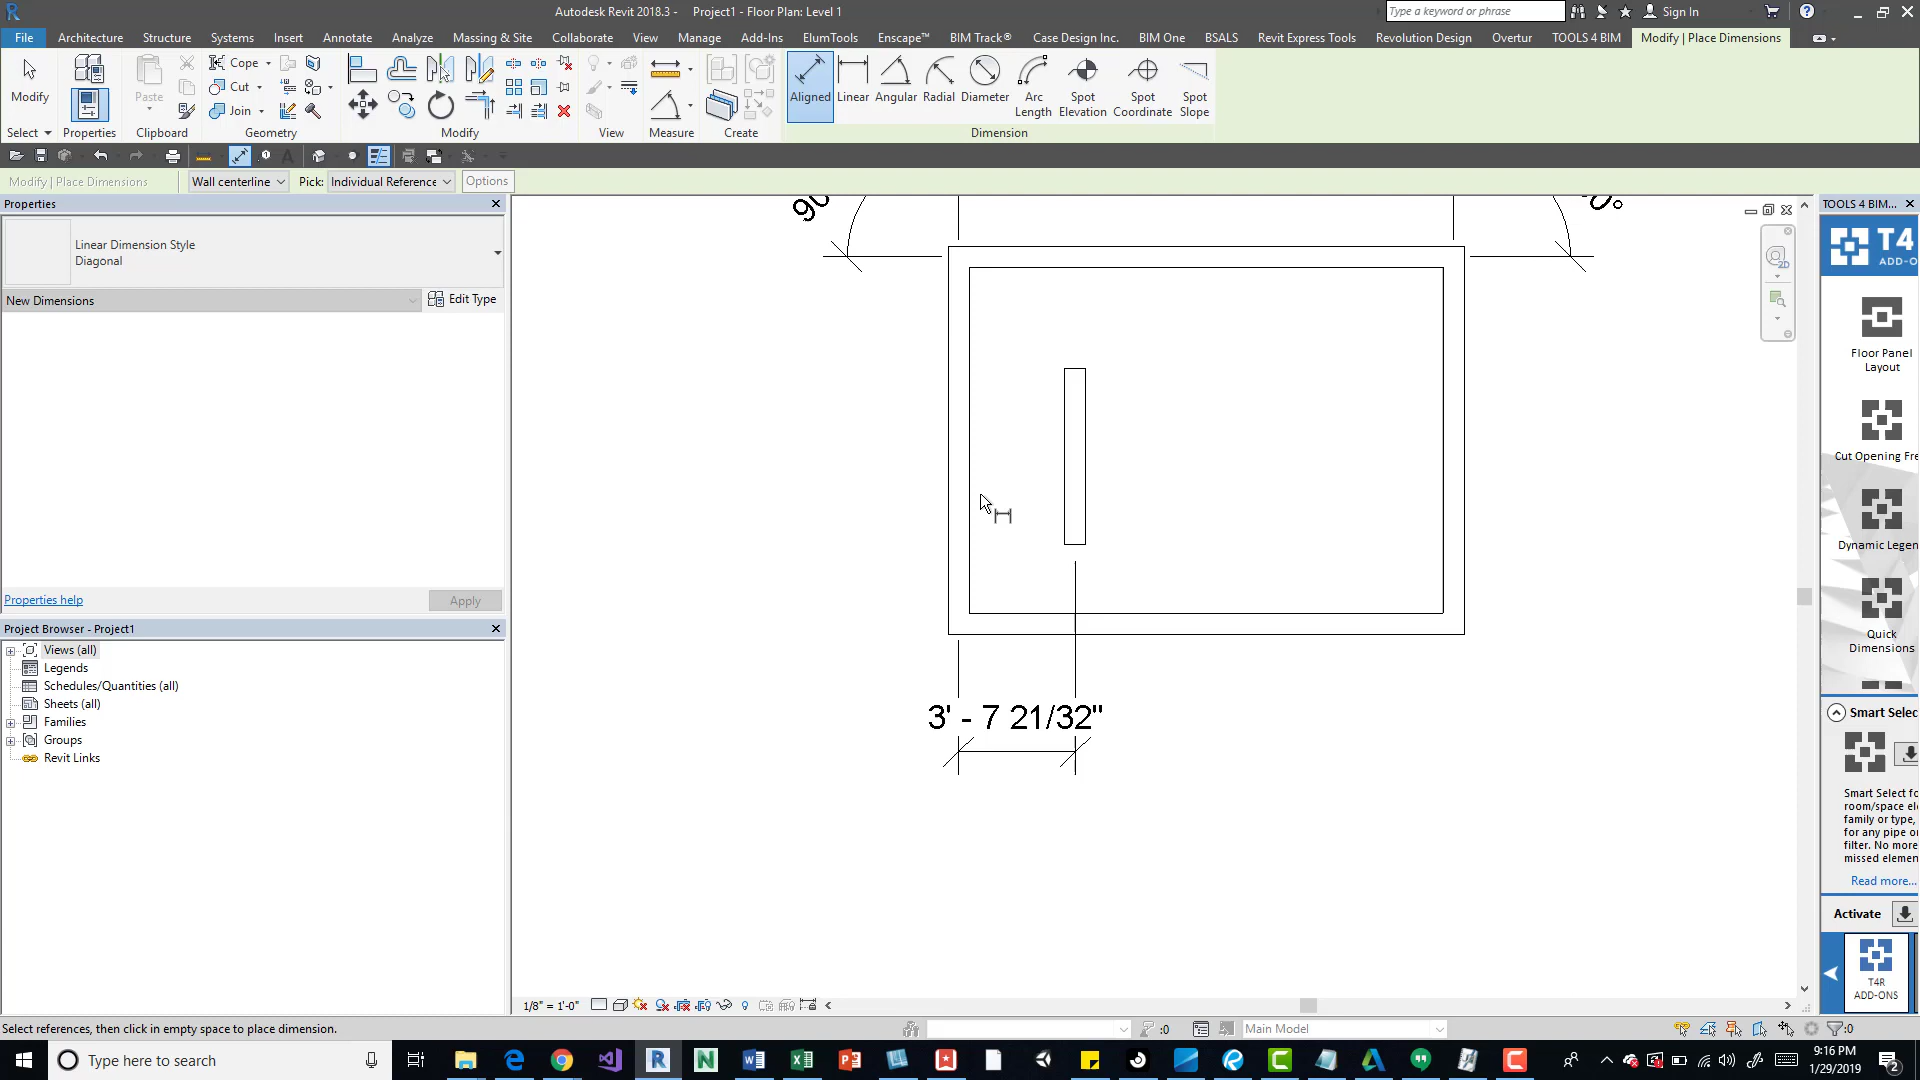 Autodesk Revit 2018.3 - Project1 - Floor Plan: Level 1
Type a keyword or phrase
Sign In
File Architecture Structure Systems Insert Annotate Analyze Massing & Site Collaborate View Manage Add-Ins ElumTools Enscape™ BIM Track® Case Design Inc. BIM One BSALS Revit Express Tools Revolution Design Overtur TOOLS 4 BIM Modify | Place Dimensions
Modify Paste Cope Cut Join Aligned Linear Angular Radial Diameter Arc Length Spot Elevation Spot Coordinate Spot Slope
Select Properties Clipboard Geometry Modify View Measure Create Dimension
Modify | Place Dimensions Wall centerline Pick: Individual Reference Options
Properties
Linear Dimension Style
Diagonal
New Dimensions Edit Type
Properties help Apply
Project Browser - Project1
Views (all)
Legends
Schedules/Quantities (all)
Sheets (all)
Families
Groups
Revit Links
3' - 7 21/32"
2D
TOOLS 4 BIM...
T4
ADD-O
Floor Panel
Layout
Cut Opening Fre
Dynamic Legen
Quick
Dimensions
Smart Selec
Smart Select fo
room/space el
family or type,
for any pipe or
filter. No more
missed elemen
Read more...
Activate
T4R
ADD-ONS
1/8" = 1'-0"
Select references, then click in empty space to place dimension.
:0 Main Model :0
Type here to search
9:16 PM
1/29/2019
2